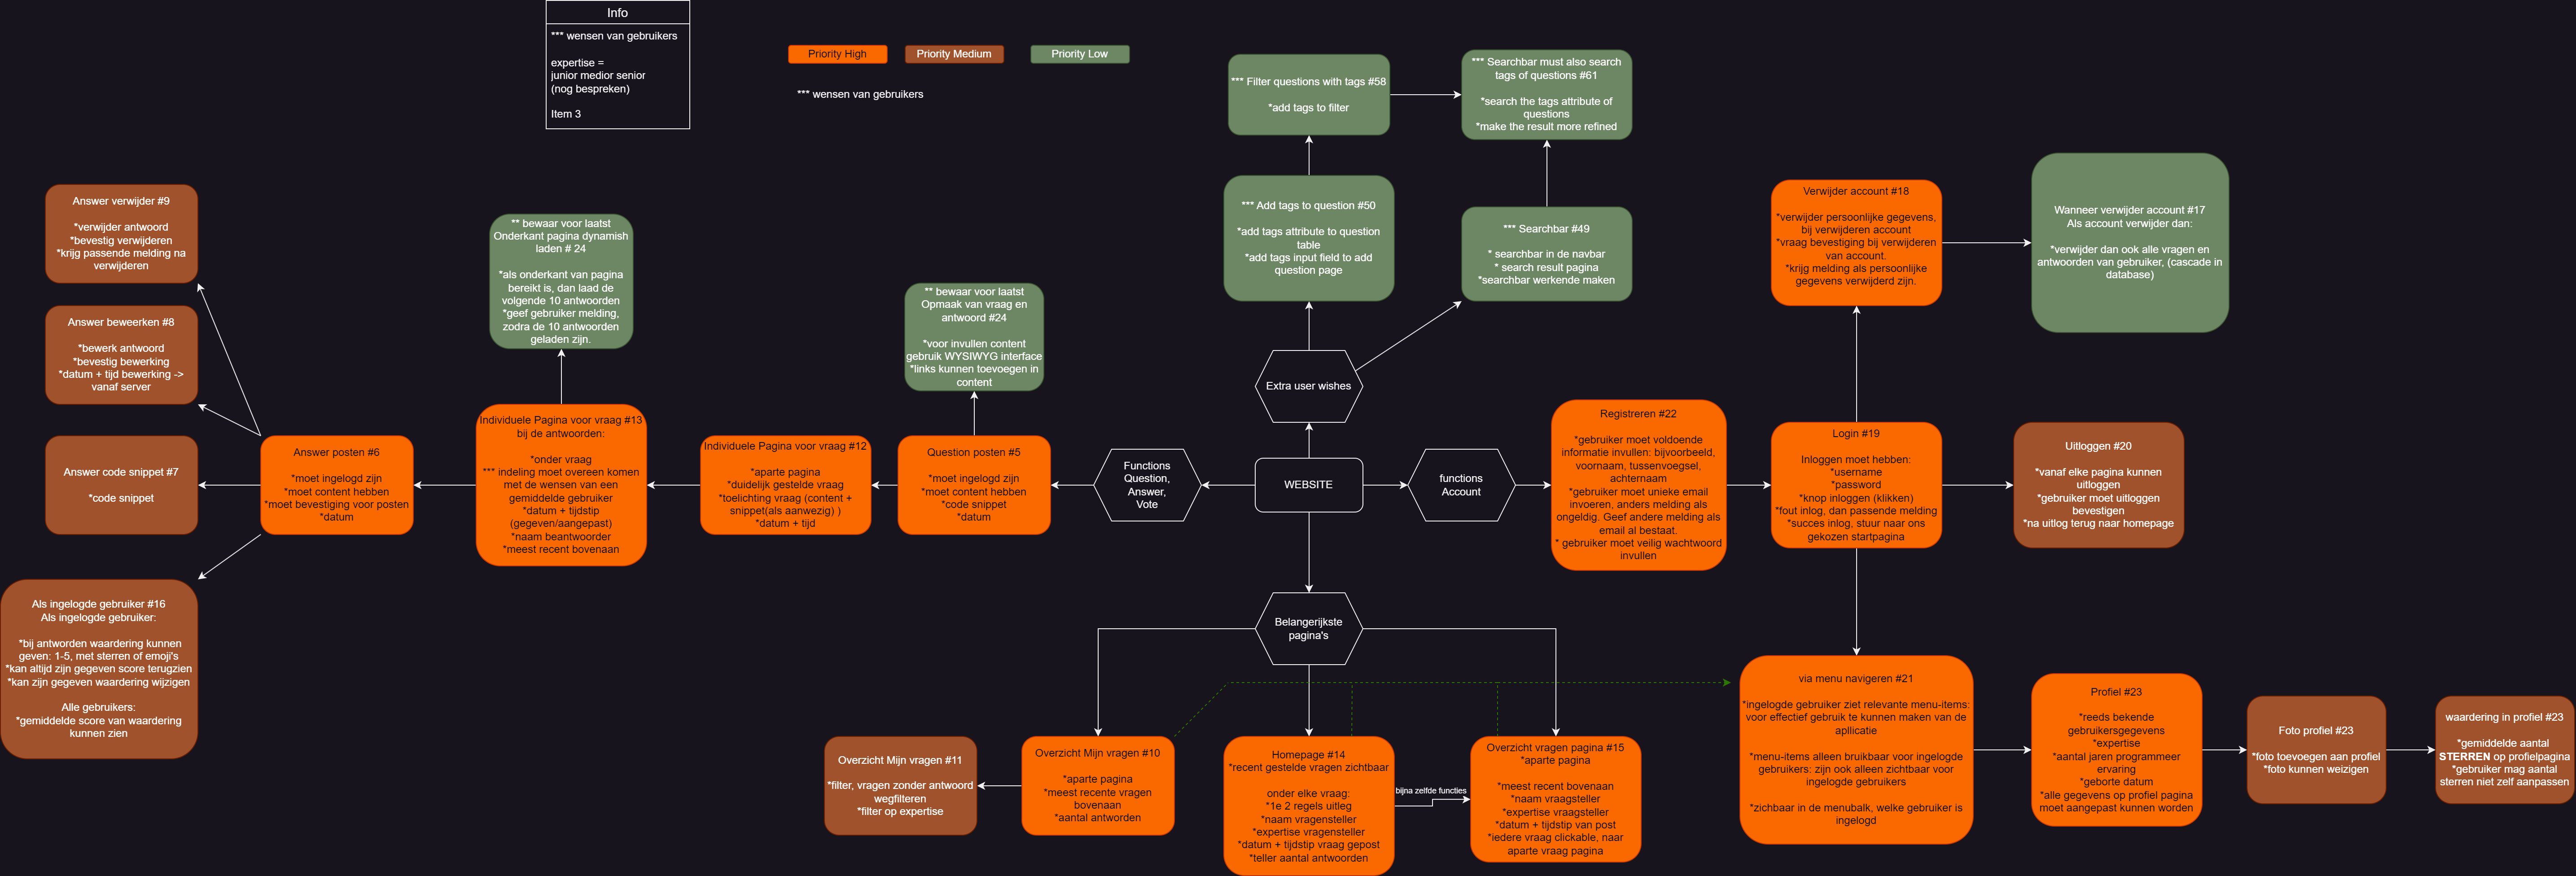 Info
*** wensen van gebruikers
expertise =
junior medior senior
(nog bespreken)
Item 3
Priority High
Priority Medium
Priority Low
*** wensen van gebruikers
*** Filter questions with tags #58
*add tags to filter
*** Searchbar must also search
tags of questions #61
*search the tags attribute of
questions
*make the result more refined
*** Add tags to question #50
*add tags attribute to question
table
*add tags input field to add
question page
*** Searchbar #49
* searchbar in de navbar
* search result pagina
*searchbar werkende maken
Verwijder account #18
*verwijder persoonlijke gegevens,
bij verwijderen account
*vraag bevestiging bij verwijderen
van account.
*krijg melding als persoonlijke
gegevens verwijderd zijn.
Wanneer verwijder account #17
Als account verwijder dan:
*verwijder dan ook alle vragen en
antwoorden van gebruiker, (cascade in
database)
Answer verwijder #9
*verwijder antwoord
*bevestig verwijderen
*krijg passende melding na
verwijderen
** bewaar voor laatst
Onderkant pagina dynamish
laden # 24
*als onderkant van pagina
bereikt is, dan laad de
volgende 10 antwoorden
*geef gebruiker melding,
zodra de 10 antwoorden
geladen zijn.
** bewaar voor laatst
Opmaak van vraag en
antwoord #24
*voor invullen content
gebruik WYSIWYG interface
*links kunnen toevoegen in
content
Answer beweerken #8
*bewerk antwoord
*bevestig bewerking
*datum + tijd bewerking ->
vanaf server
Extra user wishes
Answer code snippet #7
*code snippet
Answer posten #6
*moet ingelogd zijn
*moet content hebben
*moet bevestiging voor posten
*datum
Individuele Pagina voor vraag #13
bij de antwoorden:
*onder vraag
*** indeling moet overeen komen
met de wensen van een
gemiddelde gebruiker
*datum + tijdstip
(gegeven/aangepast)
*naam beantwoorder
*meest recent bovenaan
Individuele Pagina voor vraag #12
*aparte pagina
*duidelijk gestelde vraag
*toelichting vraag (content +
snippet(als aanwezig) )
*datum + tijd
Question posten #5
*moet ingelogd zijn
*moet content hebben
*code snippet
*datum
Functions
Question,
Answer,
Vote
WEBSITE
functions
Account
Registreren #22
*gebruiker moet voldoende
informatie invullen: bijvoorbeeld,
voornaam, tussenvoegsel,
achternaam
*gebruiker moet unieke email
invoeren, anders melding als
ongeldig. Geef andere melding als
email al bestaat.
* gebruiker moet veilig wachtwoord
invullen
Login #19
Inloggen moet hebben:
*username
*password
*knop inloggen (klikken)
*fout inlog, dan passende melding
*succes inlog, stuur naar ons
gekozen startpagina
Uitloggen #20
*vanaf elke pagina kunnen
uitloggen
*gebruiker moet uitloggen
bevestigen
*na uitlog terug naar homepage
Als ingelogde gebruiker #16
Als ingelogde gebruiker:
*bij antworden waardering kunnen
geven: 1-5, met sterren of emoji's
*kan altijd zijn gegeven score terugzien
*kan zijn gegeven waardering wijzigen
Alle gebruikers:
*gemiddelde score van waardering
kunnen zien
Belangerijkste
pagina's
Overzicht Mijn vragen #11
*filter, vragen zonder antwoord
wegfilteren
*filter op expertise
Overzicht Mijn vragen #10
*aparte pagina
*meest recente vragen
bovenaan
*aantal antworden
Homepage #14
*recent gestelde vragen zichtbaar
onder elke vraag:
*1e 2 regels uitleg
*naam vragensteller
*expertise vragensteller
*datum + tijdstip vraag gepost
*teller aantal antwoorden
bijna zelfde functies
Overzicht vragen pagina #15
*aparte pagina
*meest recent bovenaan
*naam vraagsteller
*expertise vraagsteller
*datum + tijdstip van post
*iedere vraag clickable, naar
aparte vraag pagina
via menu navigeren #21
*ingelogde gebruiker ziet relevante menu-items:
voor effectief gebruik te kunnen maken van de
apllicatie
*menu-items alleen bruikbaar voor ingelogde
gebruikers: zijn ook alleen zichtbaar voor
ingelogde gebruikers
*zichbaar in de menubalk, welke gebruiker is
ingelogd
Profiel #23
*reeds bekende
gebruikersgegevens
*expertise
*aantal jaren programmeer
ervaring
*geborte datum
*alle gegevens op profiel pagina
moet aangepast kunnen worden
Foto profiel #23
*foto toevoegen aan profiel
*foto kunnen weizigen
waardering in profiel #23
*gemiddelde aantal
STERREN op profielpagina
*gebruiker mag aantal
sterren niet zelf aanpassen